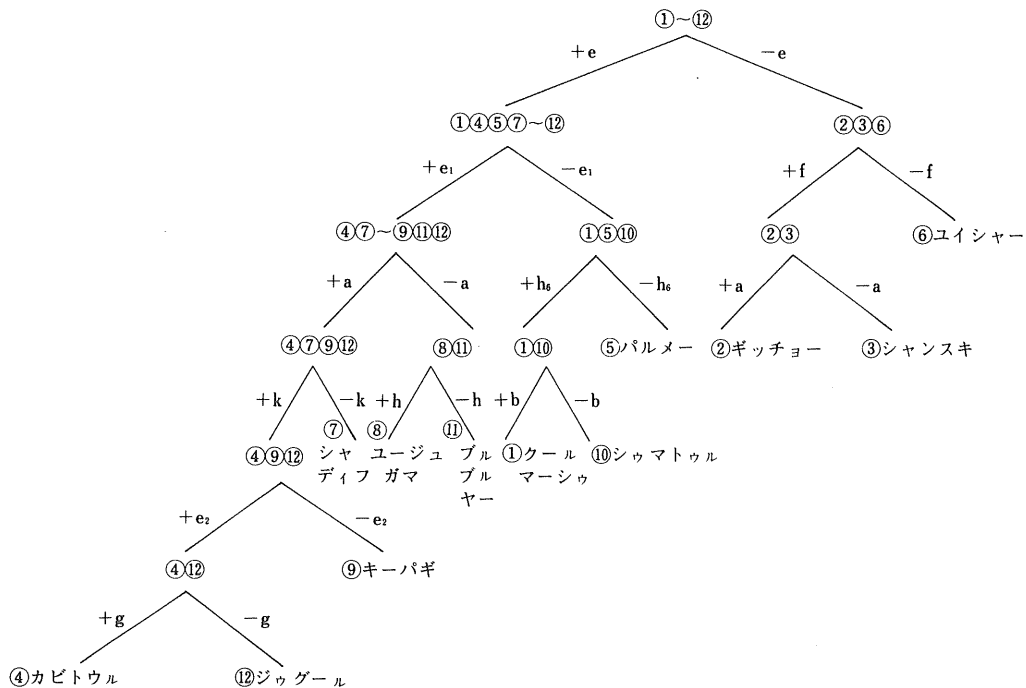 ①～⑫
+e −e
①④⑤⑦～⑫ ②③⑥
+e₁ −e₁ +f −f
④⑦～⑨⑪⑫ ①⑤⑩ ②③ ⑥ユイシャー
+a −a +h₆ −h₆ +a −a
④⑦⑨⑫ ⑧⑪ ①⑩ ⑤パルメー ②ギッチョー ③シャンスキ
+k −k +h −h +b −b
⑦ ⑧ ⑪
④⑨⑫ シャ ユージュ ブル ①クール ⑩シゥマトゥル
ディフ ガマ ブル マーシゥ
ヤー
+e₂ −e₂
④⑫ ⑨キーパギ
+g −g
④カビトウル ⑫ジゥグール